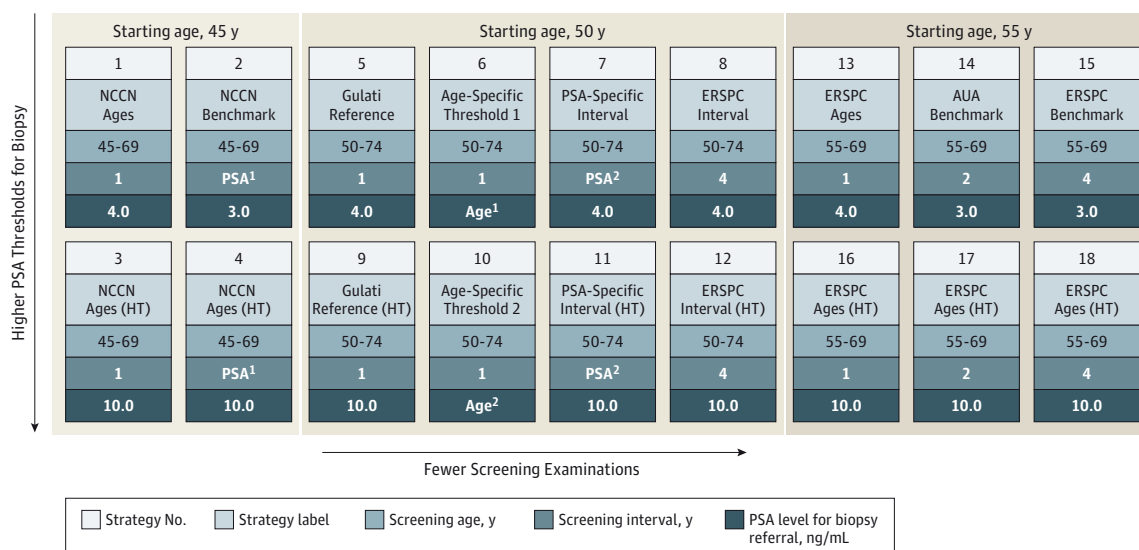 Starting age, 45 y
Starting age, 50 y
Starting age, 55 y
Higher PSA Thresholds for Biopsy
1 2 5 6 7 8 13 14 15
NCCN NCCN Gulati Age-Specific PSA-Specific ERSPC ERSPC AUA ERSPC
Ages Benchmark Reference Threshold 1 Interval Interval Ages Benchmark Benchmark
45-69 45-69 50-74 50-74 50-74 50-74 55-69 55-69 55-69
1 PSA¹ 1 1 PSA² 4 1 2 4
4.0 3.0 4.0 Age¹ 4.0 4.0 4.0 3.0 3.0
3 4 9 10 11 12 16 17 18
NCCN NCCN Gulati Age-Specific PSA-Specific ERSPC ERSPC ERSPC ERSPC
Ages (HT) Ages (HT) Reference (HT) Threshold 2 Interval (HT) Interval (HT) Ages (HT) Ages (HT) Ages (HT)
45-69 45-69 50-74 50-74 50-74 50-74 55-69 55-69 55-69
1 PSA¹ 1 1 PSA² 4 1 2 4
10.0 10.0 10.0 Age² 10.0 10.0 10.0 10.0 10.0
Fewer Screening Examinations
Strategy No. Strategy label Screening age, y Screening interval, y PSA level for biopsy
referral, ng/mL